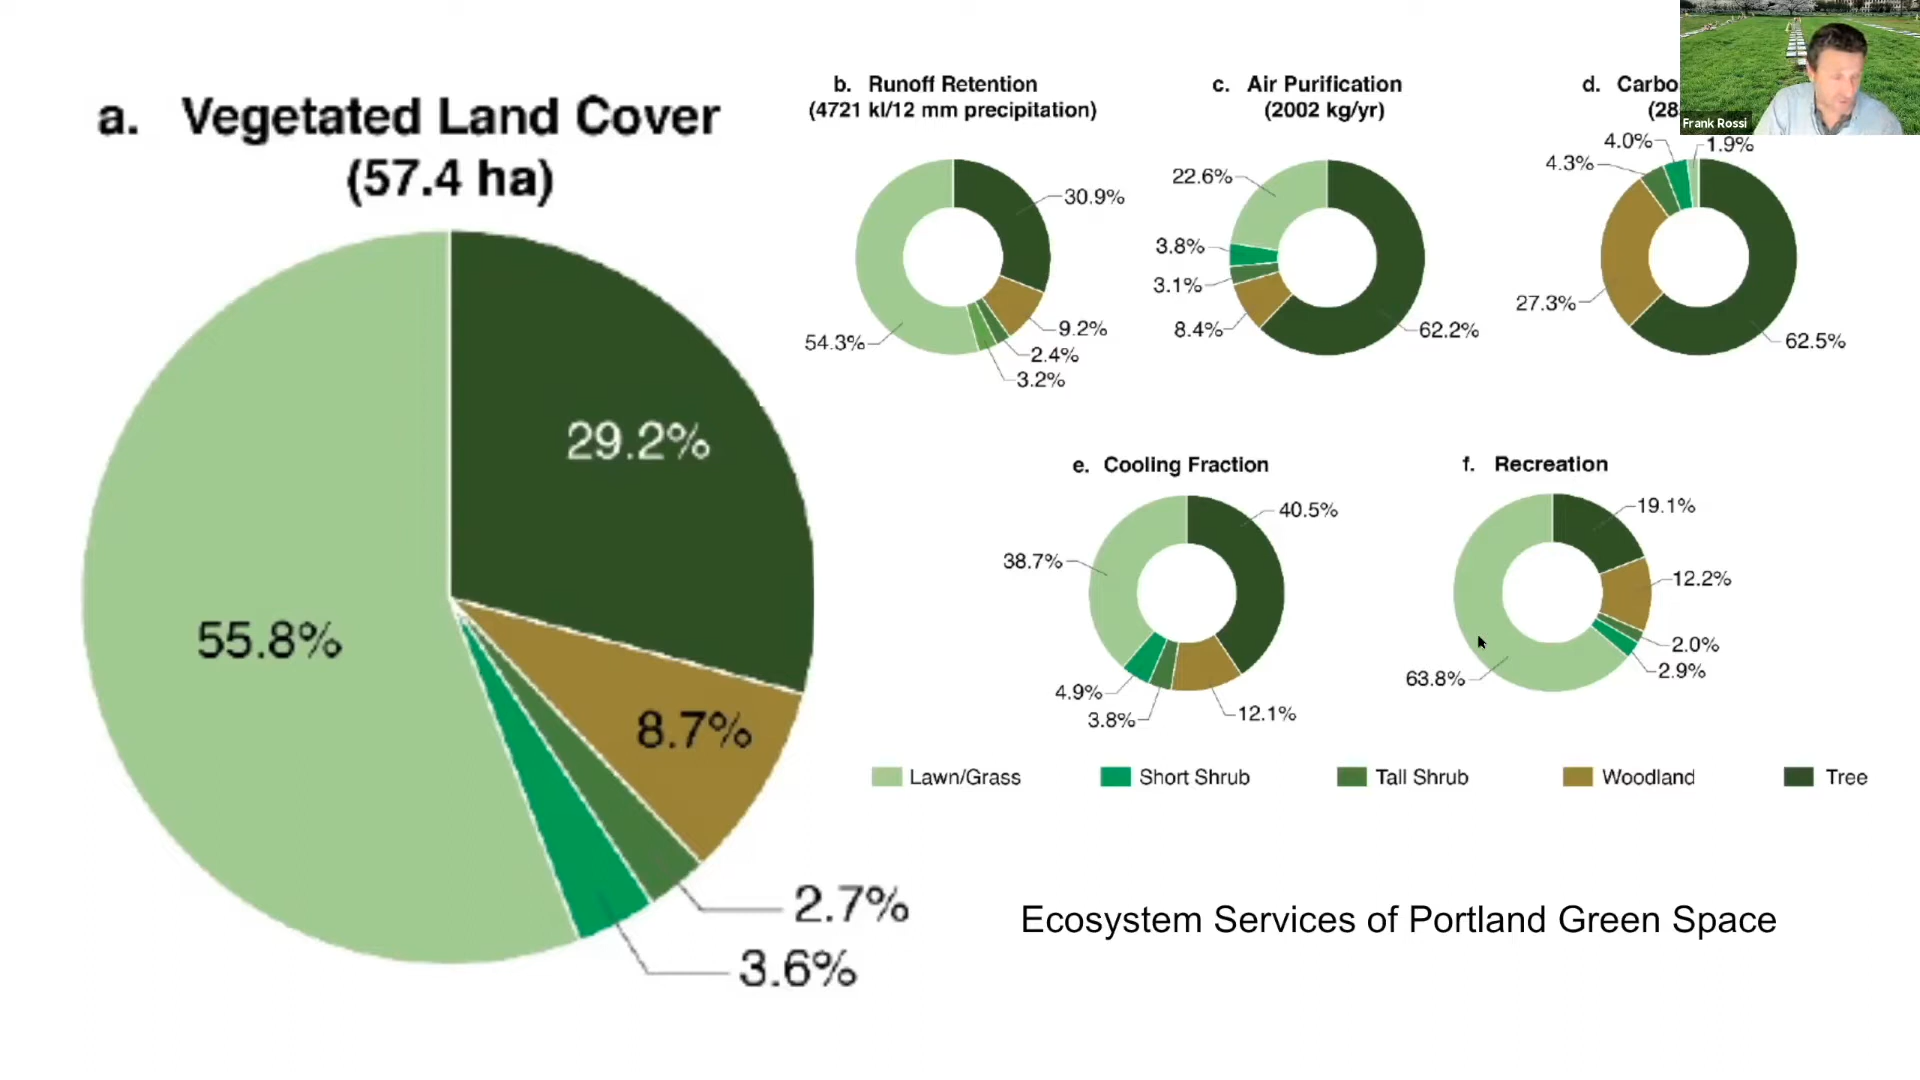 a. Vegetated Land Cover
(57.4 ha)
29.2%
55.8%
8.7%
2.7%
3.6%
b. Runoff Retention
(4721 kl/12 mm precipitation)
30.9%
54.3%
9.2%
2.4%
3.2%
c. Air Purification
(2002 kg/yr)
22.6%
3.8%
3.1%
8.4%
62.2%
d. Carbo
(28
Frank Rossi
4.0%
1.9%
4.3%
27.3%
62.5%
e. Cooling Fraction
40.5%
38.7%
4.9%
3.8%
12.1%
f. Recreation
19.1%
12.2%
2.0%
2.9%
63.8%
Lawn/Grass Short Shrub Tall Shrub Woodland Tree
Ecosystem Services of Portland Green Space